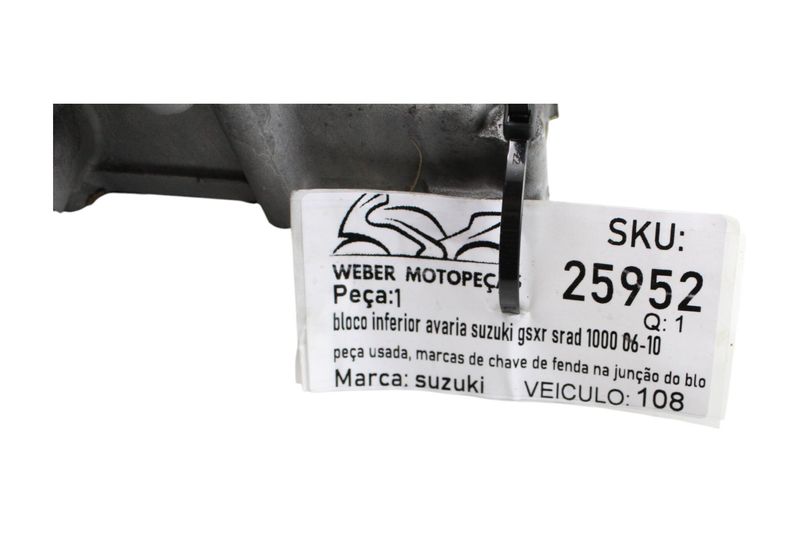 WEBER MOTOPEÇAS
SKU:
25952
Peça:1
Q: 1
bloco inferior avaria suzuki gsxr srad 1000 06-10
peça usada, marcas de chave de fenda na junção do blo
Marca: suzuki
VEICULO: 108